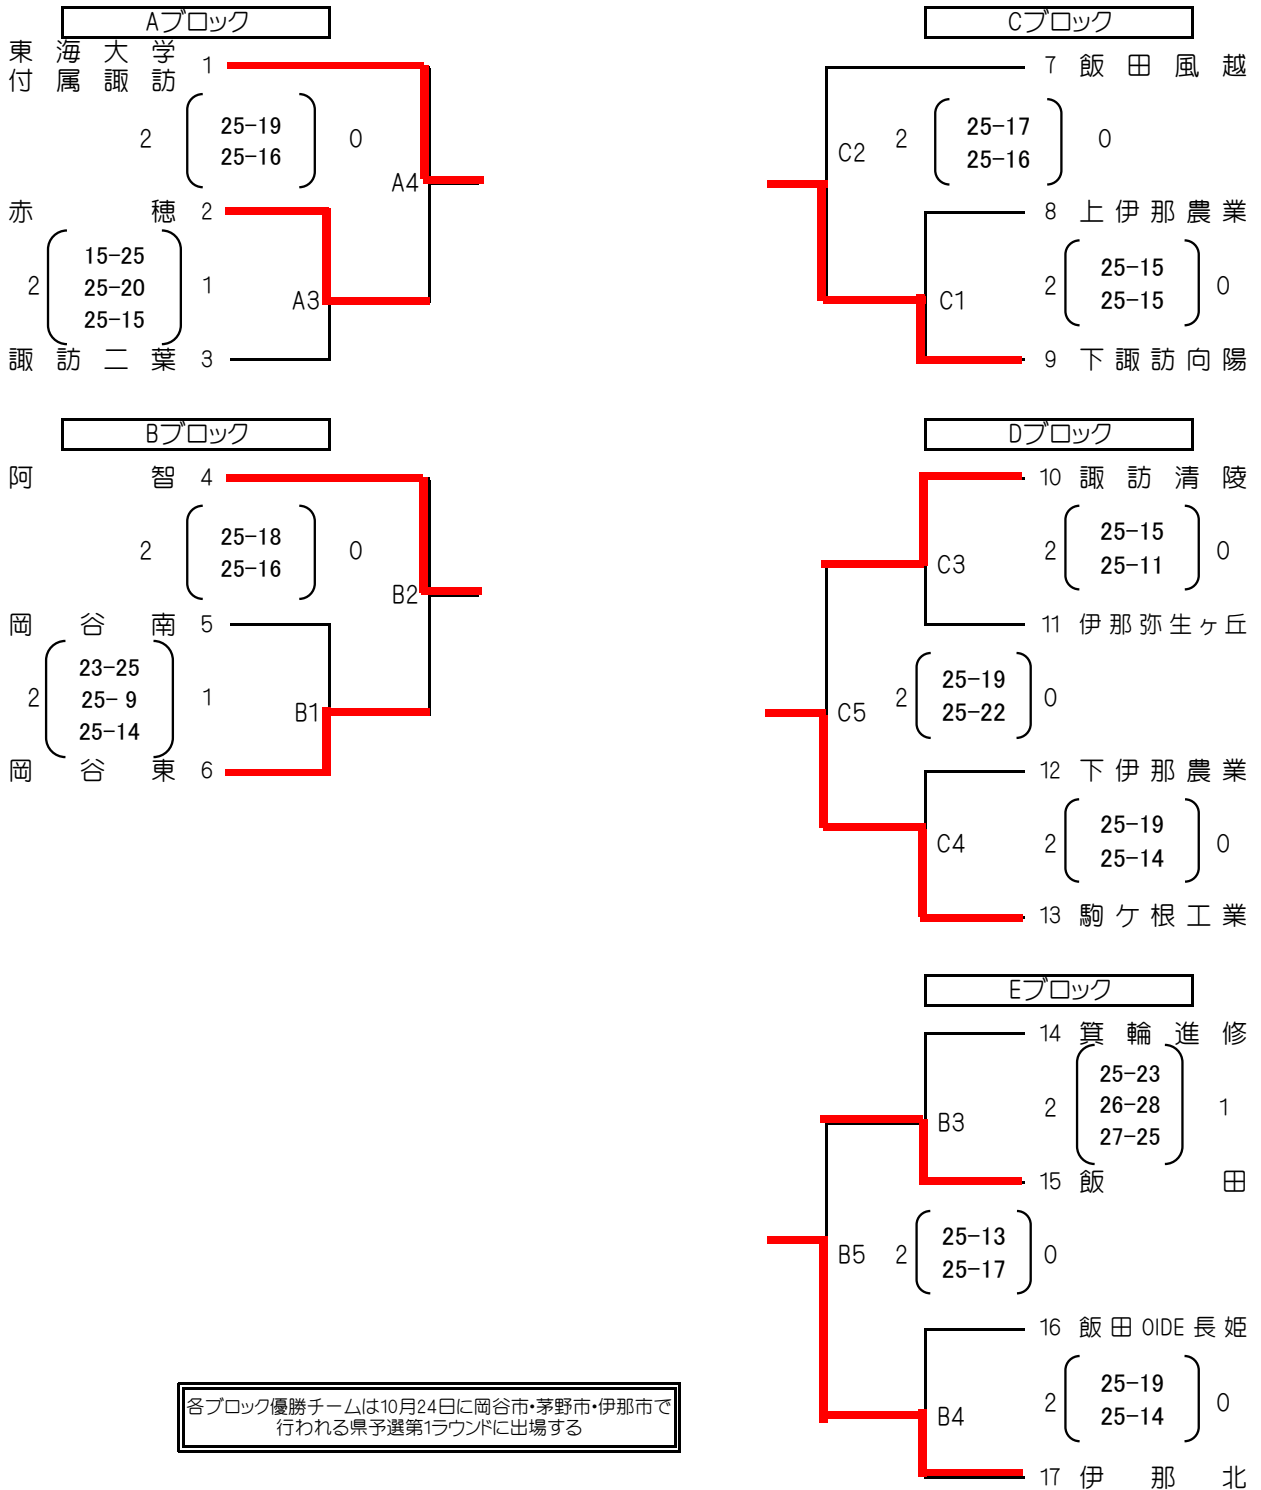 Aブロック
東海大学
付属諏訪 1
2 25-19 0
25-16
A4
赤穂 2
15-25
2 25-20 1
25-15
A3
諏訪二葉 3
Bブロック
阿智 4
2 25-18 0
25-16
B2
岡谷南 5
23-25
2 25- 9 1
25-14
B1
岡谷東 6
Cブロック
7 飯田風越
C2 2 25-17 0
25-16
8 上伊那農業
2 25-15 0
25-15
C1
9 下諏訪向陽
Dブロック
10 諏訪清陵
2 25-15 0
25-11
C3
11 伊那弥生ヶ丘
C5 2 25-19 0
25-22
12 下伊那農業
2 25-19 0
25-14
C4
13 駒ケ根工業
Eブロック
14 箕輪進修
25-23
2 26-28 1
27-25
B3
15 飯田
B5 2 25-13 0
25-17
16 飯田OIDE長姫
2 25-19 0
25-14
B4
17 伊那北
各ブロック優勝チームは10月24日に岡谷市・茅野市・伊那市で
行われる県予選第1ラウンドに出場する